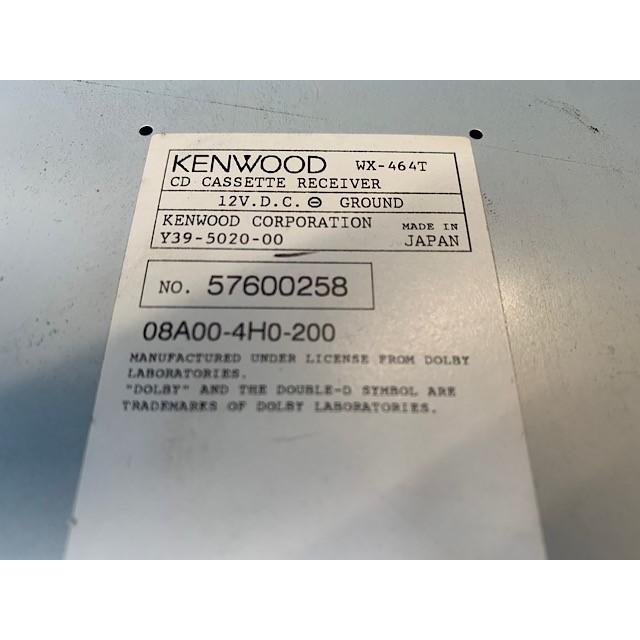 KENWOOD WX-464T
CD CASSETTE RECEIVER
12V.D.C. ⊖ GROUND
KENWOOD CORPORATION MADE IN
Y39-5020-00 JAPAN
NO. 57600258
08A00-4H0-200
MANUFACTURED UNDER LICENSE FROM DOLBY
LABORATORIES.
"DOLBY" AND THE DOUBLE-D SYMBOL ARE
TRADEMARKS OF DOLBY LABORATORIES.